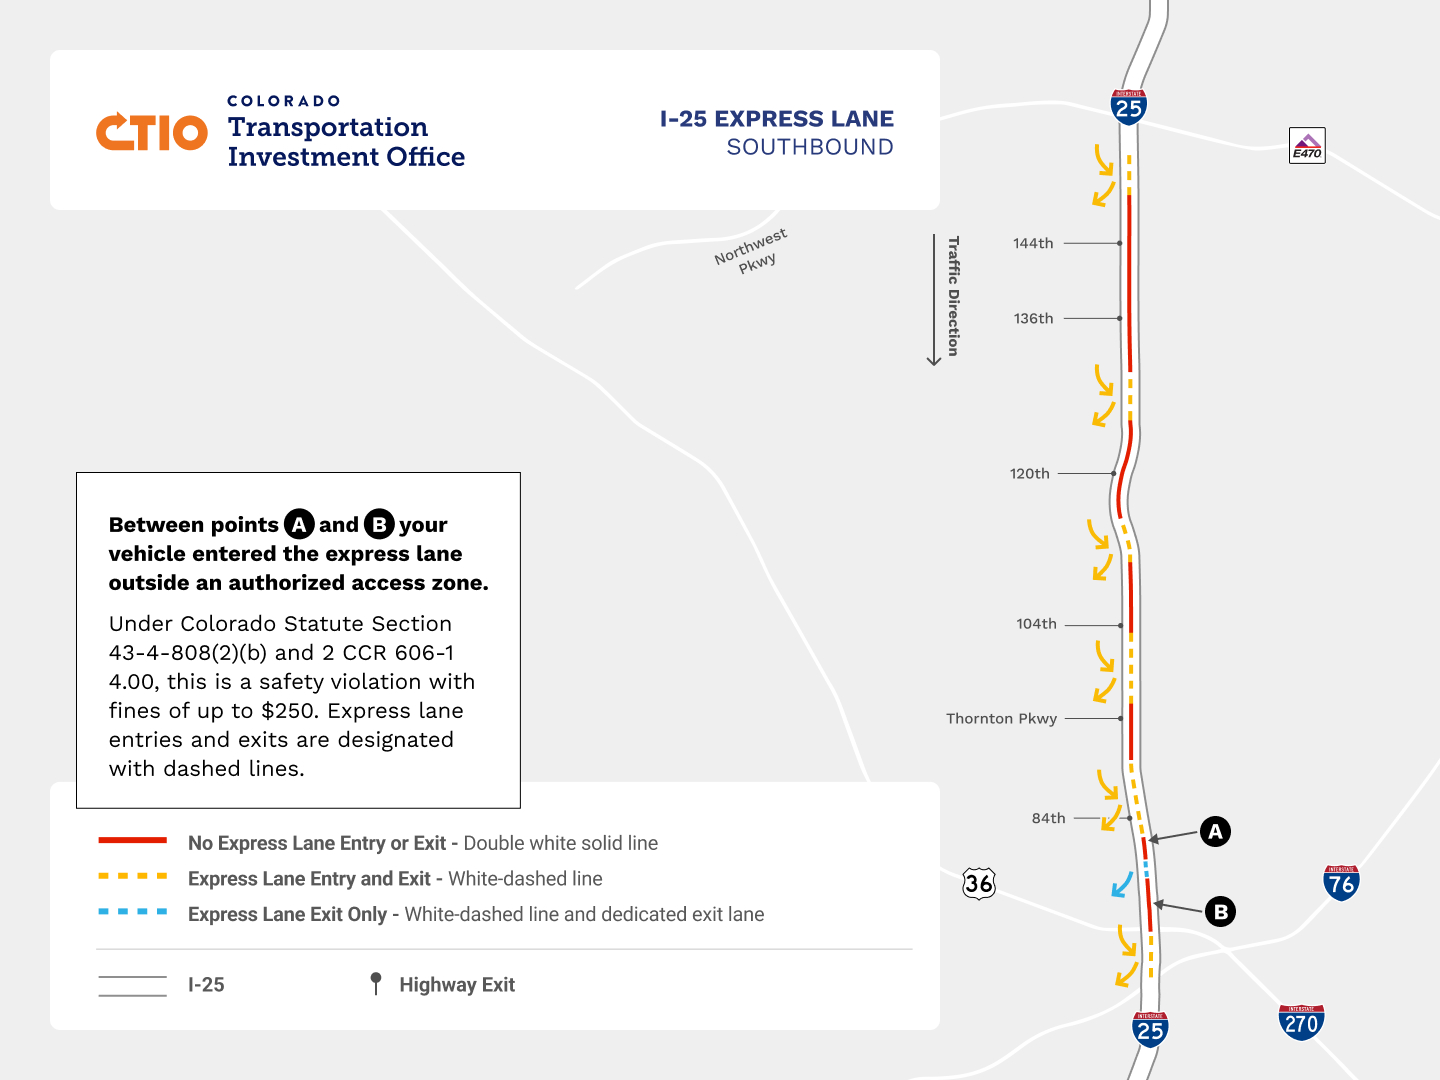 CTIO
COLORADO
Transportation
Investment Office
I-25 EXPRESS LANE
SOUTHBOUND
INTERSTATE
25
E470
Northwest
Pkwy
Traffic Direction
144th
136th
120th
104th
Thornton Pkwy
84th
A
B
36
INTERSTATE
76
INTERSTATE
25
INTERSTATE
270
Between points A and B your
vehicle entered the express lane
outside an authorized access zone.
Under Colorado Statute Section
43-4-808(2)(b) and 2 CCR 606-1
4.00, this is a safety violation with
fines of up to $250. Express lane
entries and exits are designated
with dashed lines.
No Express Lane Entry or Exit - Double white solid line
Express Lane Entry and Exit - White-dashed line
Express Lane Exit Only - White-dashed line and dedicated exit lane
I-25
Highway Exit